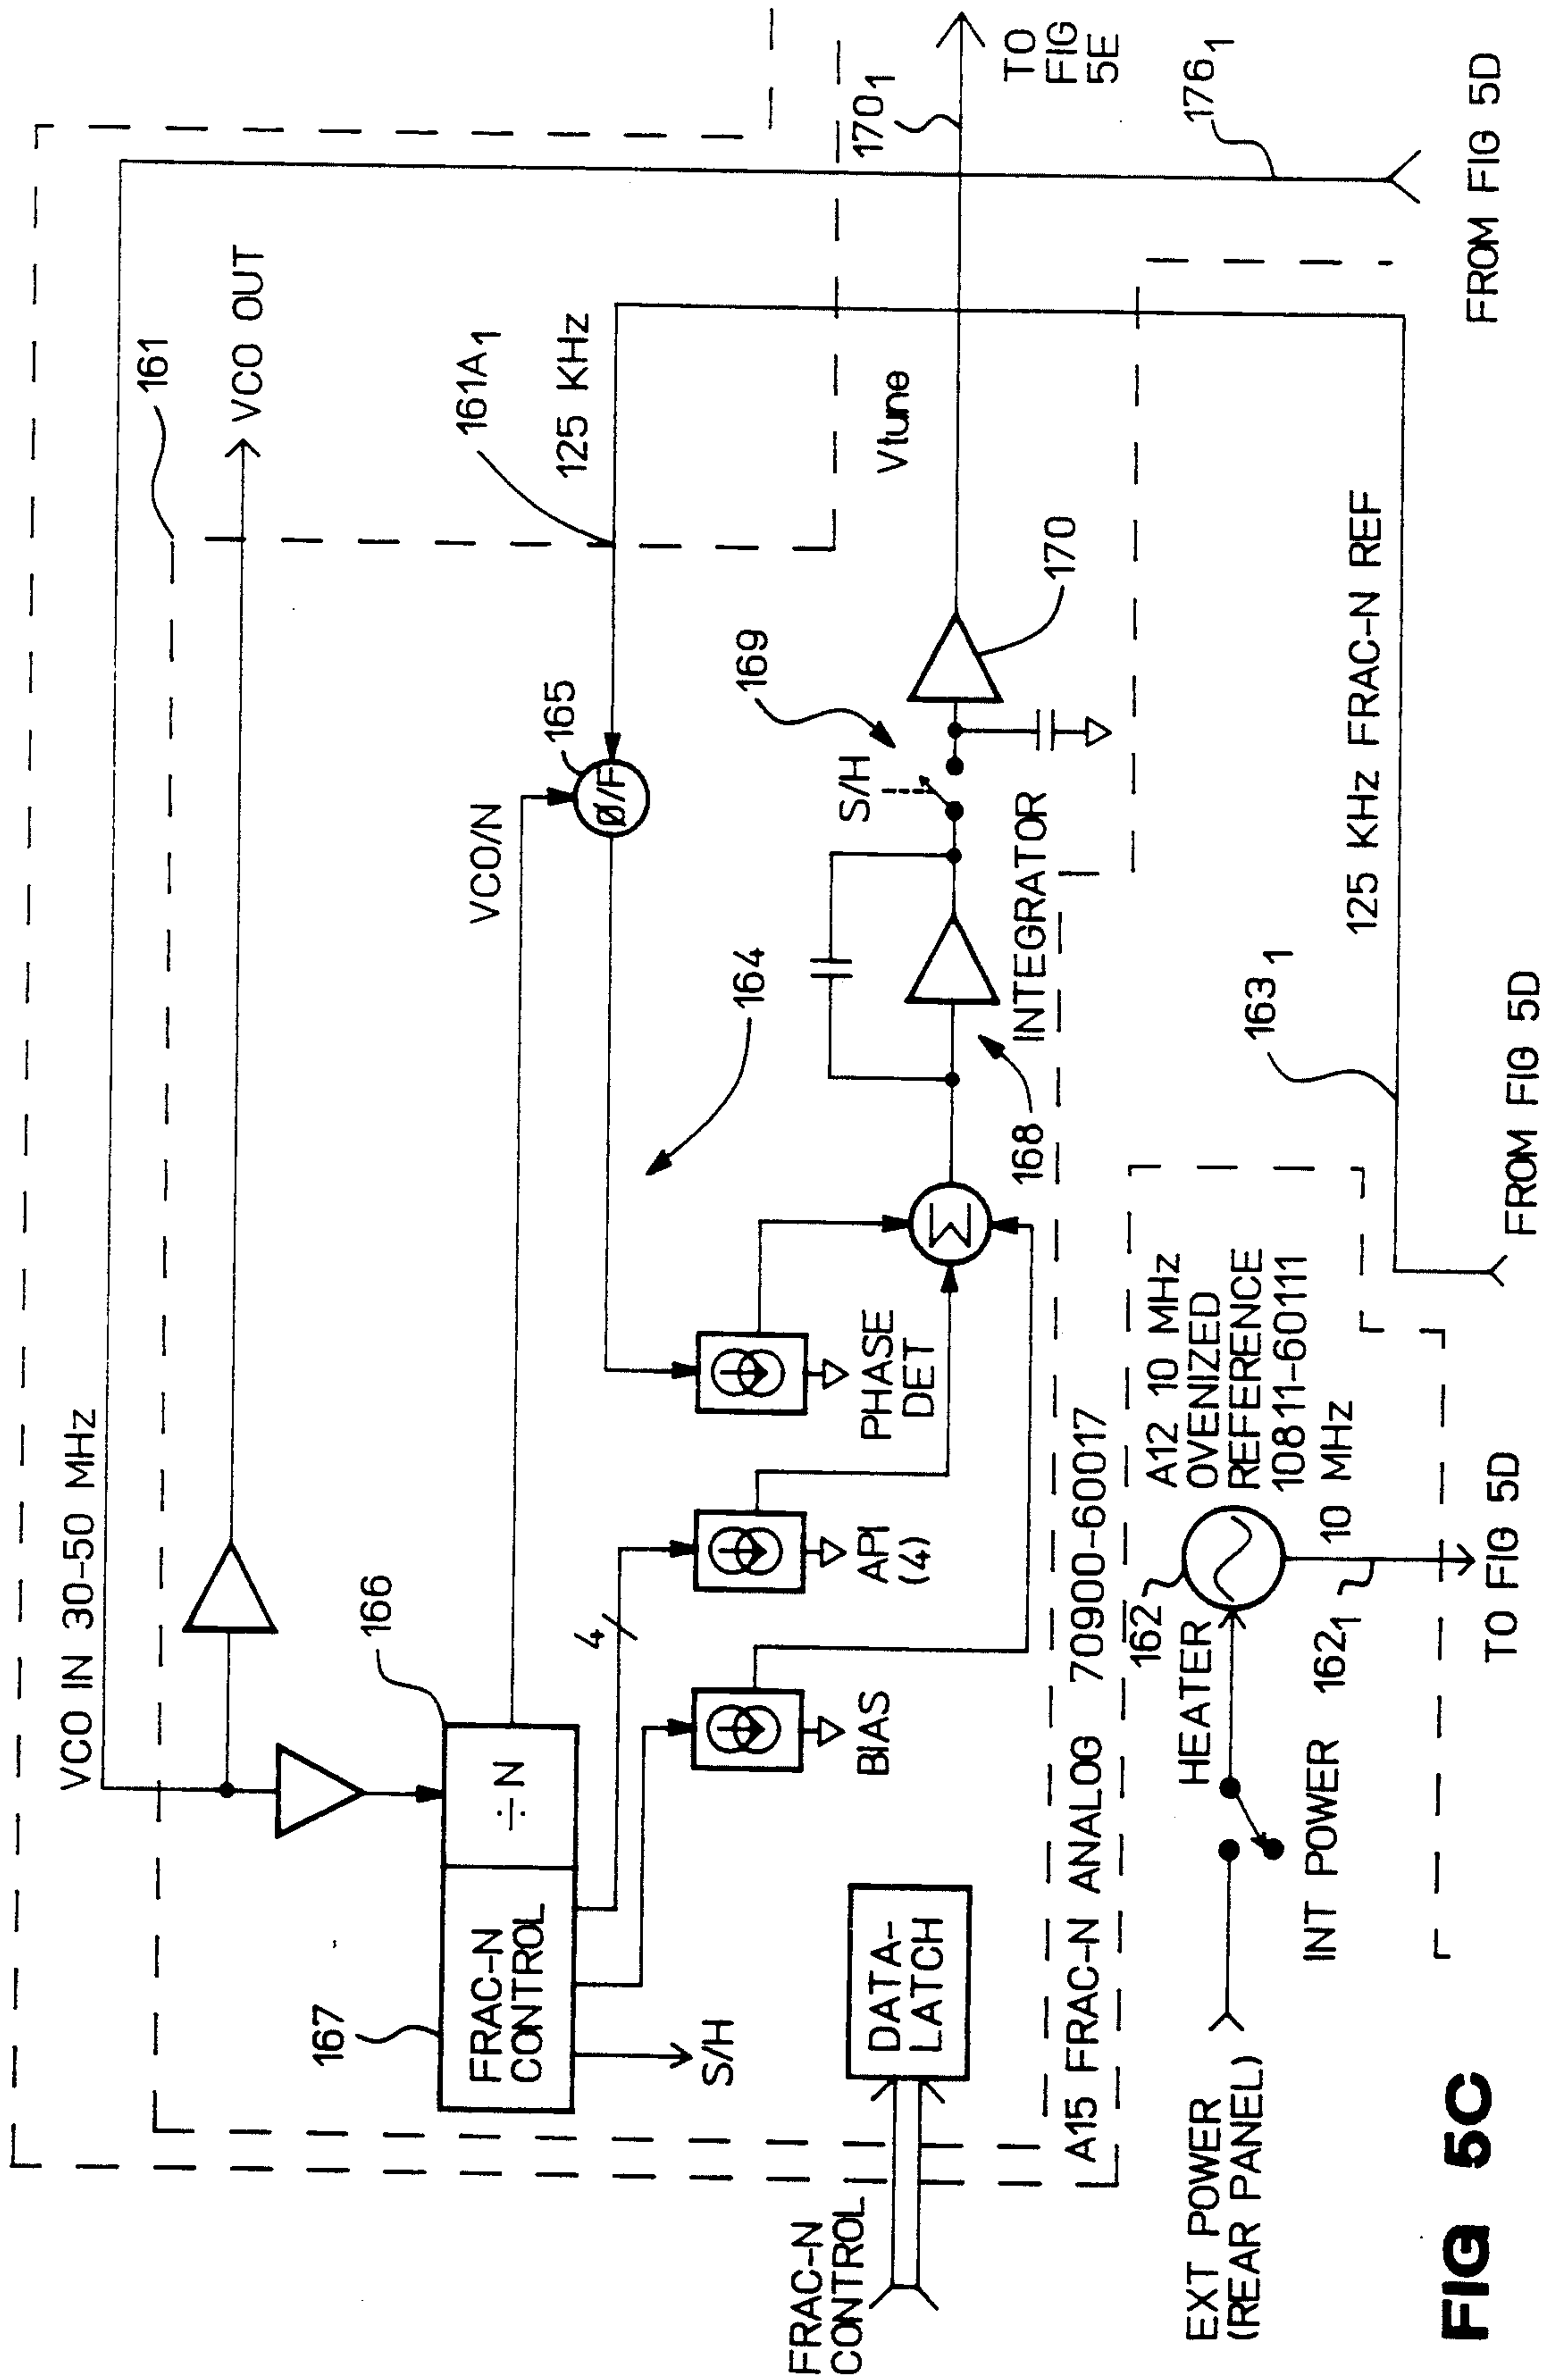 VCO IN 30-50 MHz
161
VCO OUT
166
167
FRAC-N
CONTROL
÷N
4
S/H
VCO/N
165
Ø/F
161A1
125 KHz
164
BIAS
API
(4)
PHASE
DET
Σ
168
INTEGRATOR
S/H
169
170
Vtune
1701
TO
FIG
5E
1761
FROM FIG 5D
FRAC-N
CONTROL
DATA-
LATCH
A15 FRAC-N ANALOG 70900-60017
EXT POWER
(REAR PANEL)
INT POWER
HEATER
162
A12 10 MHz
OVENIZED
REFERENCE
10811-60111
10 MHz
1621
TO FIG 5D
1631
125 KHz FRAC-N REF
FROM FIG 5D
FIG 5C